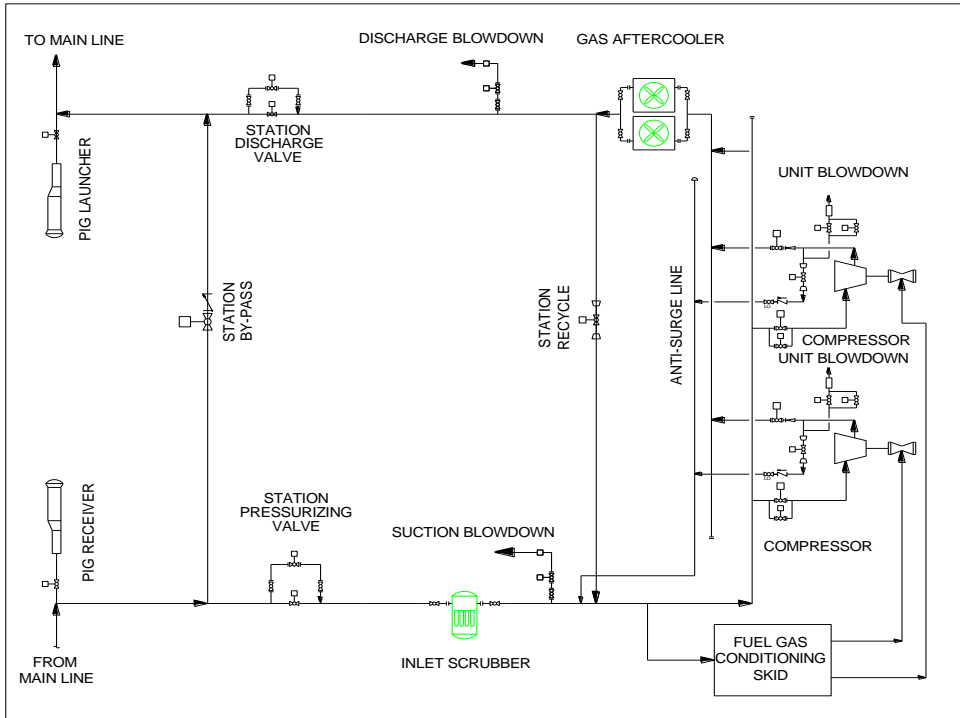 TO MAIN LINE
DISCHARGE BLOWDOWN
GAS AFTERCOOLER
STATION
DISCHARGE
VALVE
PIG LAUNCHER
UNIT BLOWDOWN
STATION
BY-PASS
STATION
RECYCLE
ANTI-SURGE LINE
COMPRESSOR
UNIT BLOWDOWN
PIG RECEIVER
STATION
PRESSURIZING
VALVE
SUCTION BLOWDOWN
COMPRESSOR
FROM
MAIN LINE
INLET SCRUBBER
FUEL GAS
CONDITIONING
SKID